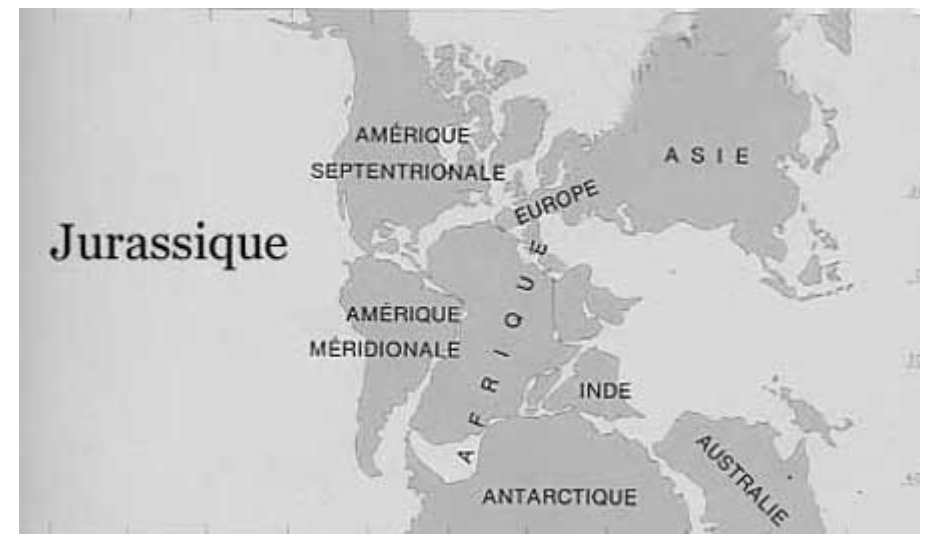 AMÉRIQUE
SEPTENTRIONALE
ASIE
EUROPE
Jurassique
AFRIQUE
AMÉRIQUE
MÉRIDIONALE
INDE
AUSTRALIE
ANTARCTIQUE